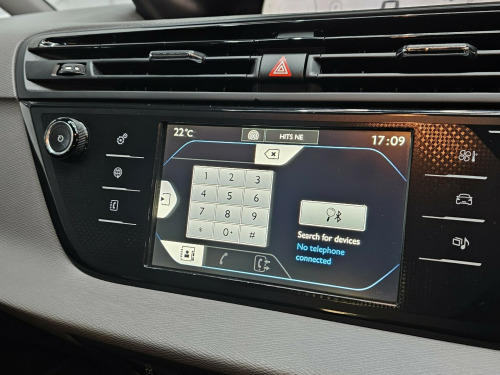 22°C
HITS NE
17:09
1 2 3
4 5 6
7 8 9
* 0+ #
Search for devices
No telephone
connected